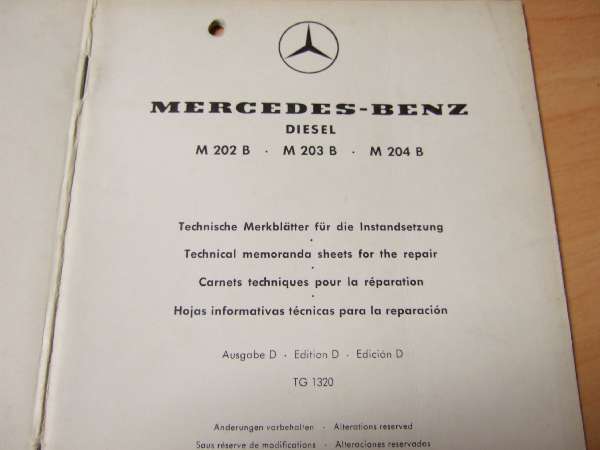 MERCEDES-BENZ
DIESEL
M 202 B · M 203 B · M 204 B
Technische Merkblätter für die Instandsetzung
·
Technical memoranda sheets for the repair
·
Carnets techniques pour la réparation
·
Hojas informativas técnicas para la reparación
Ausgabe D · Edition D · Edición D
TG 1320
Änderungen vorbehalten · Alterations reserved
Sous réserve de modifications · Alteraciones reservadas